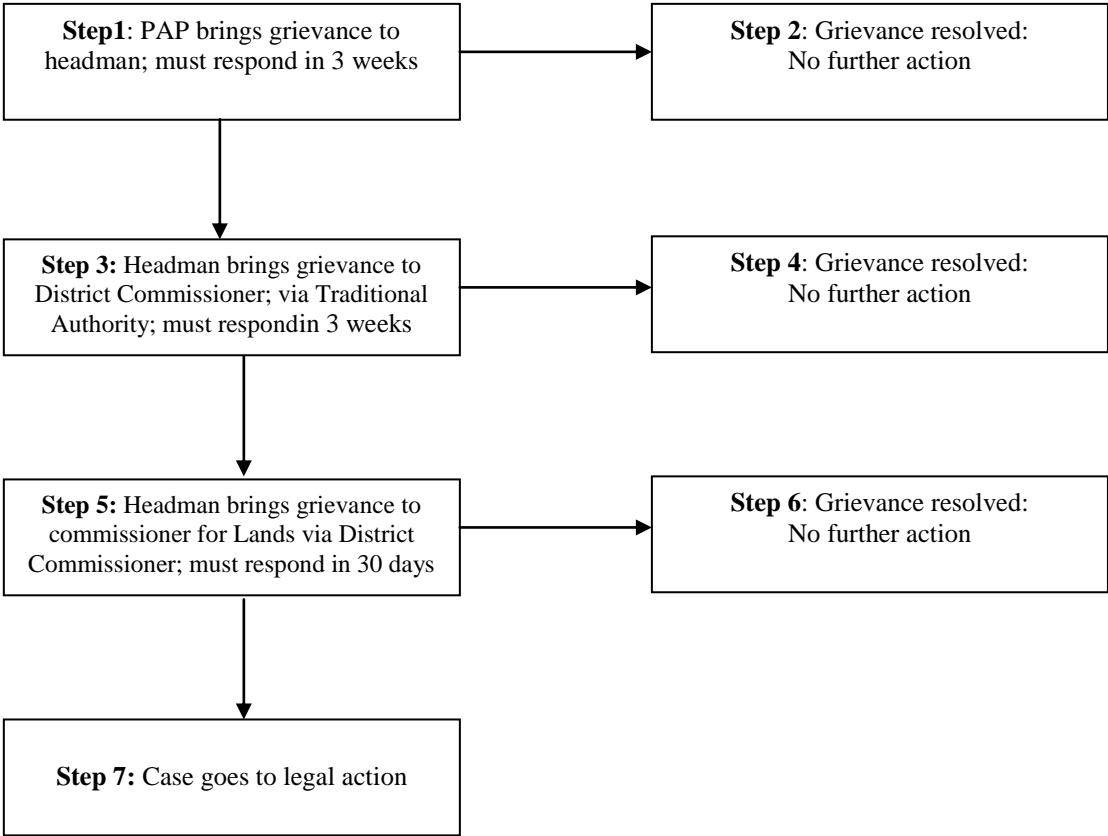 Step1: PAP brings grievance to
headman; must respond in 3 weeks
Step 2: Grievance resolved:
No further action
Step 3: Headman brings grievance to
District Commissioner; via Traditional
Authority; must respondin 3 weeks
Step 4: Grievance resolved:
No further action
Step 5: Headman brings grievance to
commissioner for Lands via District
Commissioner; must respond in 30 days
Step 6: Grievance resolved:
No further action
Step 7: Case goes to legal action